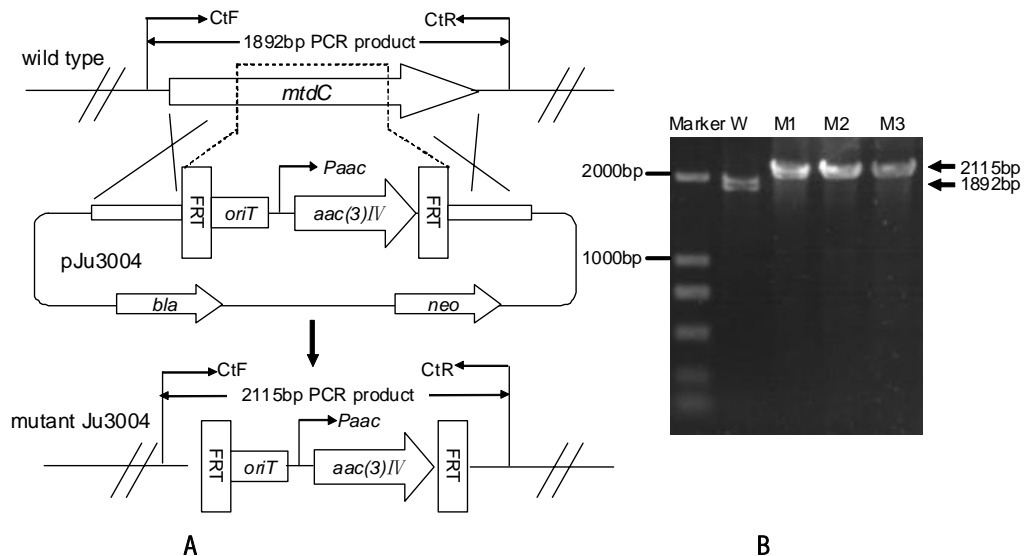 CtF
CtR
1892bp PCR product
wild type
mtdC
Paac
FRT
oriT
aac(3)IV
FRT
pJu3004
bla
neo
CtF
CtR
2115bp PCR product
mutant Ju3004
Paac
FRT
oriT
aac(3)IV
FRT
A
Marker W M1 M2 M3
2000bp
2115bp
1892bp
1000bp
B